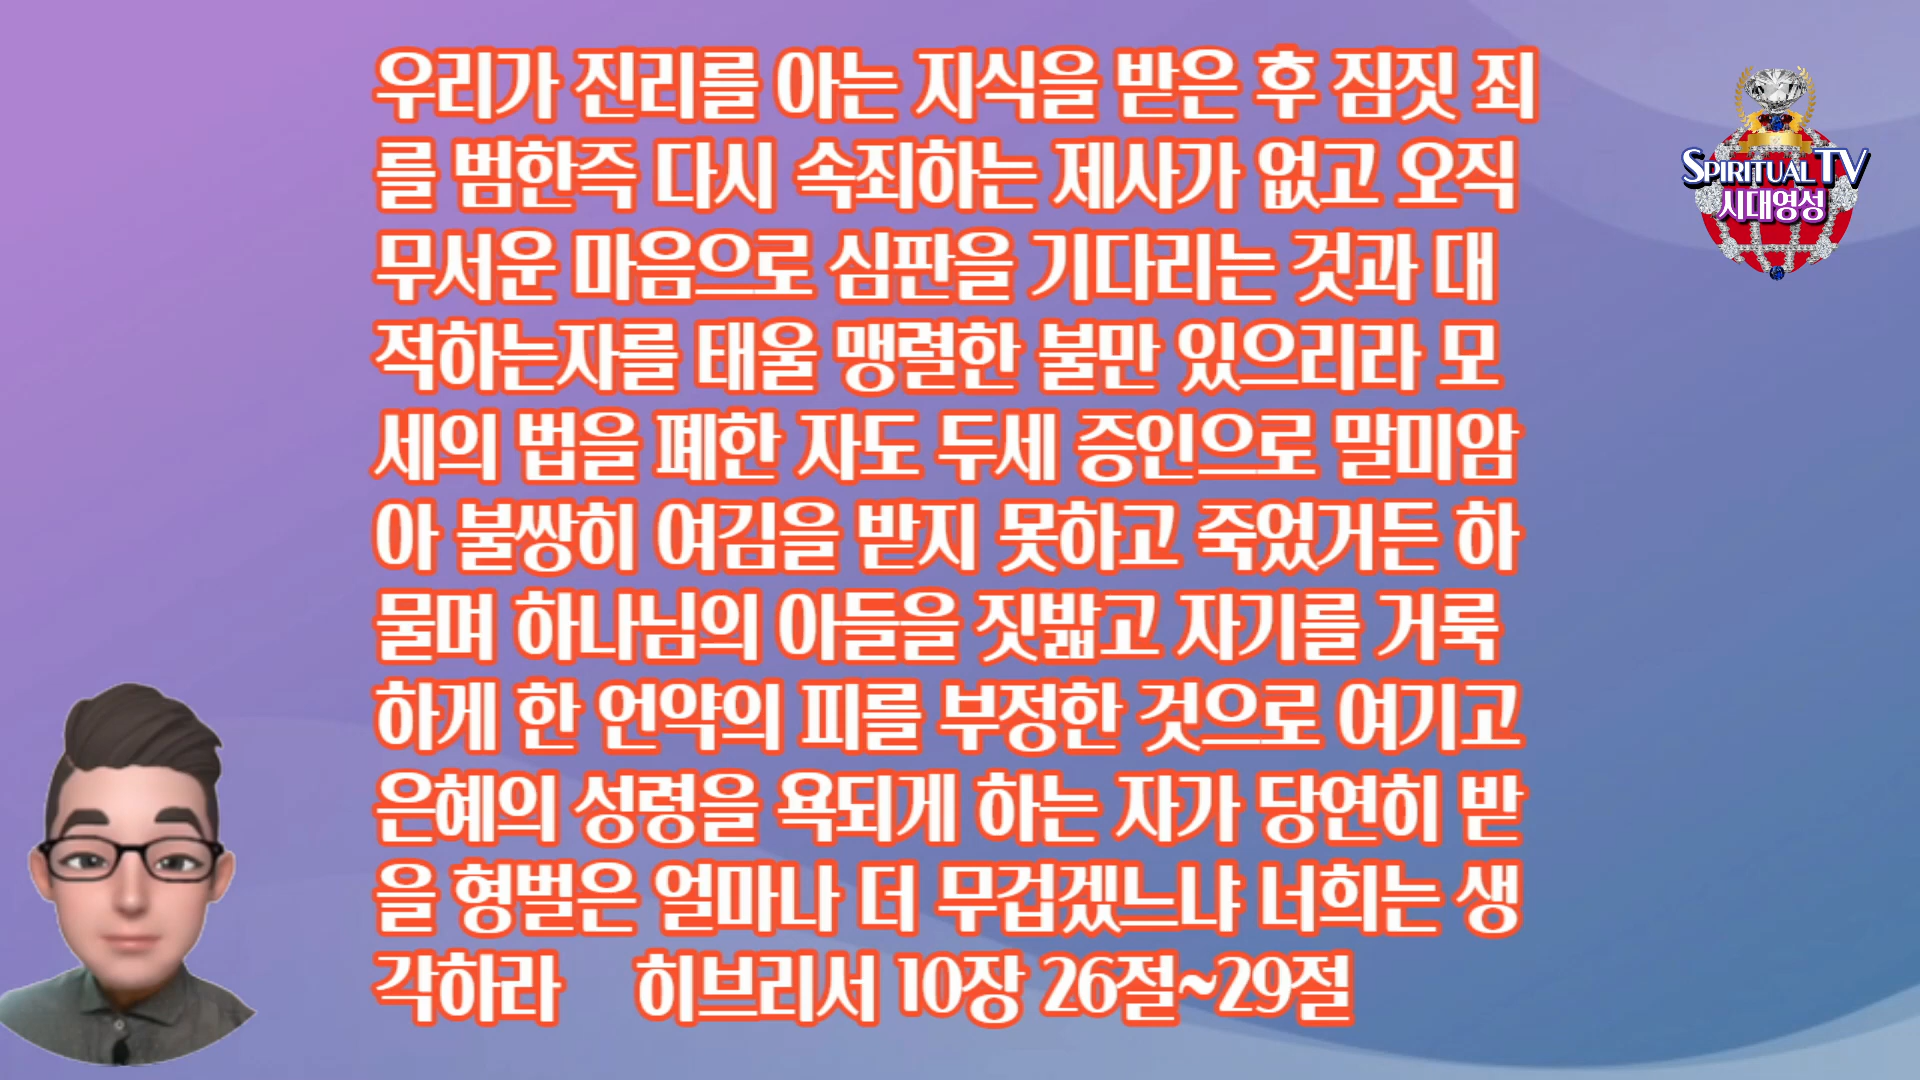 우리가 진리를 아는 지식을 받은 후 짐짓 죄
를 범한즉 다시 속죄하는 제사가 없고 오직
무서운 마음으로 심판을 기다리는 것과 대
적하는자를 태울 맹렬한 불만 있으리라 모
세의 법을 폐한 자도 두세 증인으로 말미암
아 불쌍히 여김을 받지 못하고 죽었거든 하
물며 하나님의 아들을 짓밟고 자기를 거룩
하게 한 언약의 피를 부정한 것으로 여기고
은혜의 성령을 욕되게 하는 자가 당연히 받
을 형벌은 얼마나 더 무겁겠느냐 너희는 생
각하라 히브리서 10장 26절~29절
SPIRITUAL TV
시대영성